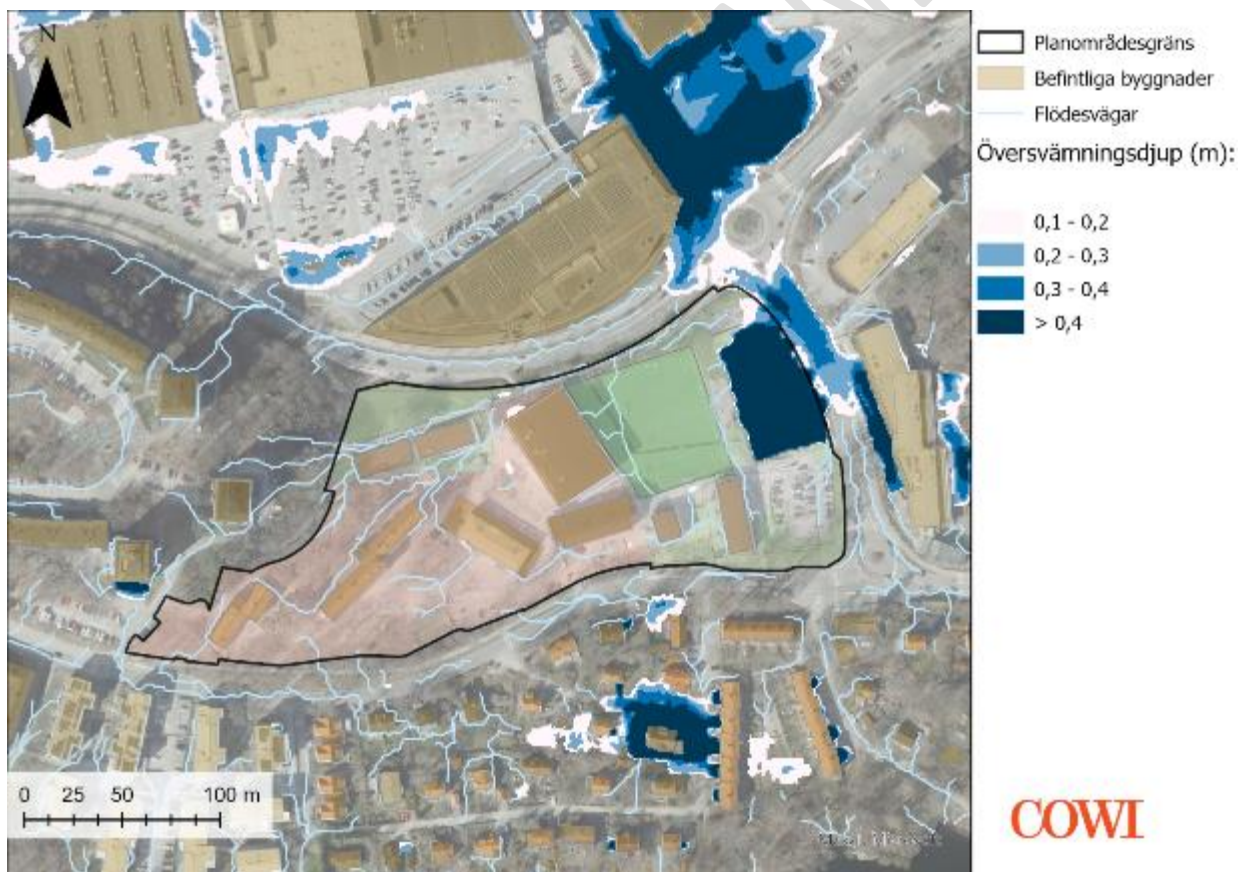 N
Planområdesgräns
Befintliga byggnader
Flödesvägar
Översvämningsdjup (m):
0,1 - 0,2
0,2 - 0,3
0,3 - 0,4
> 0,4
0 25 50 100 m
COWI